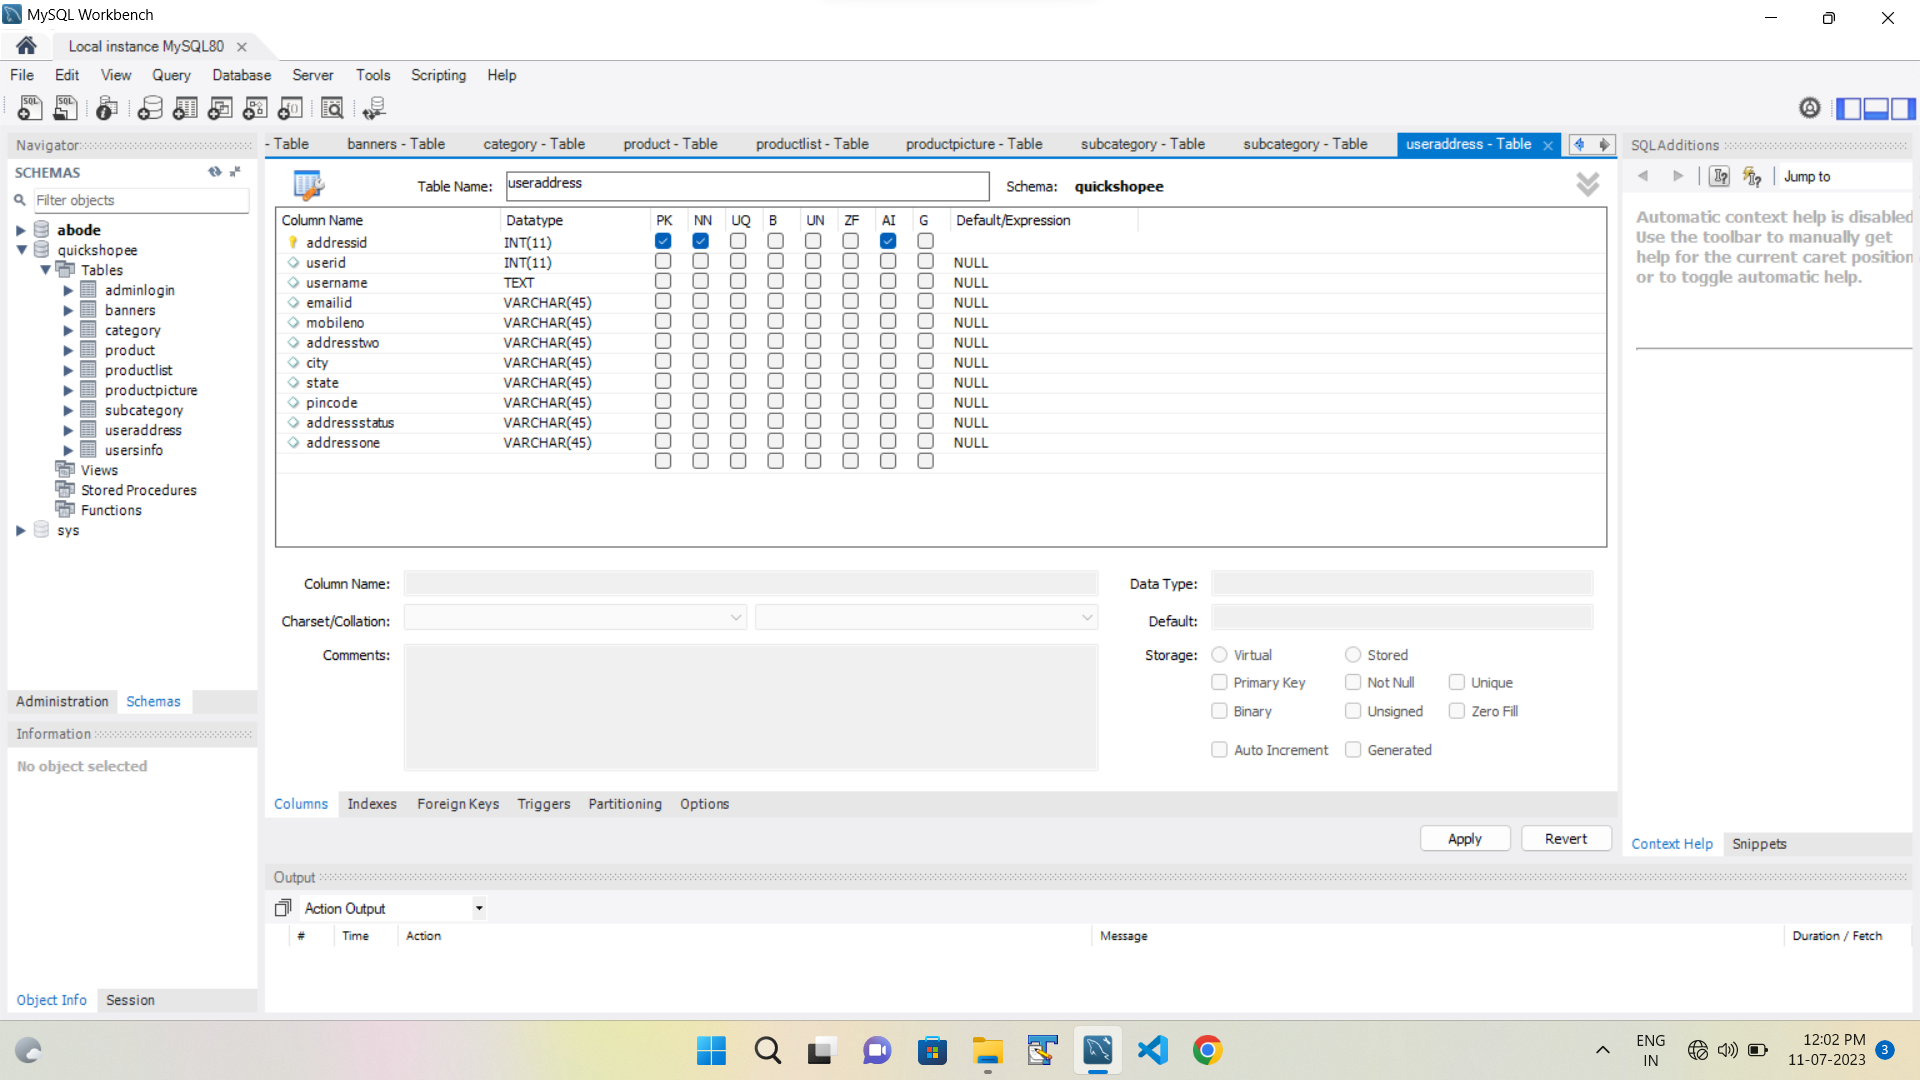 MySQL Workbench
Local instance MySQL80
File Edit View Query Database Server Tools Scripting Help
Navigator
SCHEMAS
Filter objects
abode
quickshopee
Tables
adminlogin
banners
category
product
productlist
productpicture
subcategory
useraddress
usersinfo
Views
Stored Procedures
Functions
sys
Administration Schemas
Information
No object selected
Object Info Session
- Table banners - Table category - Table product - Table productlist - Table productpicture - Table subcategory - Table subcategory - Table useraddress - Table
Table Name: useraddress Schema: quickshopee
Column Name Datatype PK NN UQ B UN ZF AI G Default/Expression
addressid INT(11)
userid INT(11) NULL
username TEXT NULL
emailid VARCHAR(45) NULL
mobileno VARCHAR(45) NULL
addresstwo VARCHAR(45) NULL
city VARCHAR(45) NULL
state VARCHAR(45) NULL
pincode VARCHAR(45) NULL
addressstatus VARCHAR(45) NULL
addressone VARCHAR(45) NULL
Column Name: Data Type:
Charset/Collation: Default:
Comments: Storage: Virtual Stored
Primary Key Not Null Unique
Binary Unsigned Zero Fill
Auto Increment Generated
Columns Indexes Foreign Keys Triggers Partitioning Options
Apply Revert
SQLAdditions
Jump to
Automatic context help is disabled
Use the toolbar to manually get
help for the current caret position
or to toggle automatic help.
Context Help Snippets
Output
Action Output
# Time Action Message Duration / Fetch
ENG
IN
12:02 PM
11-07-2023
3